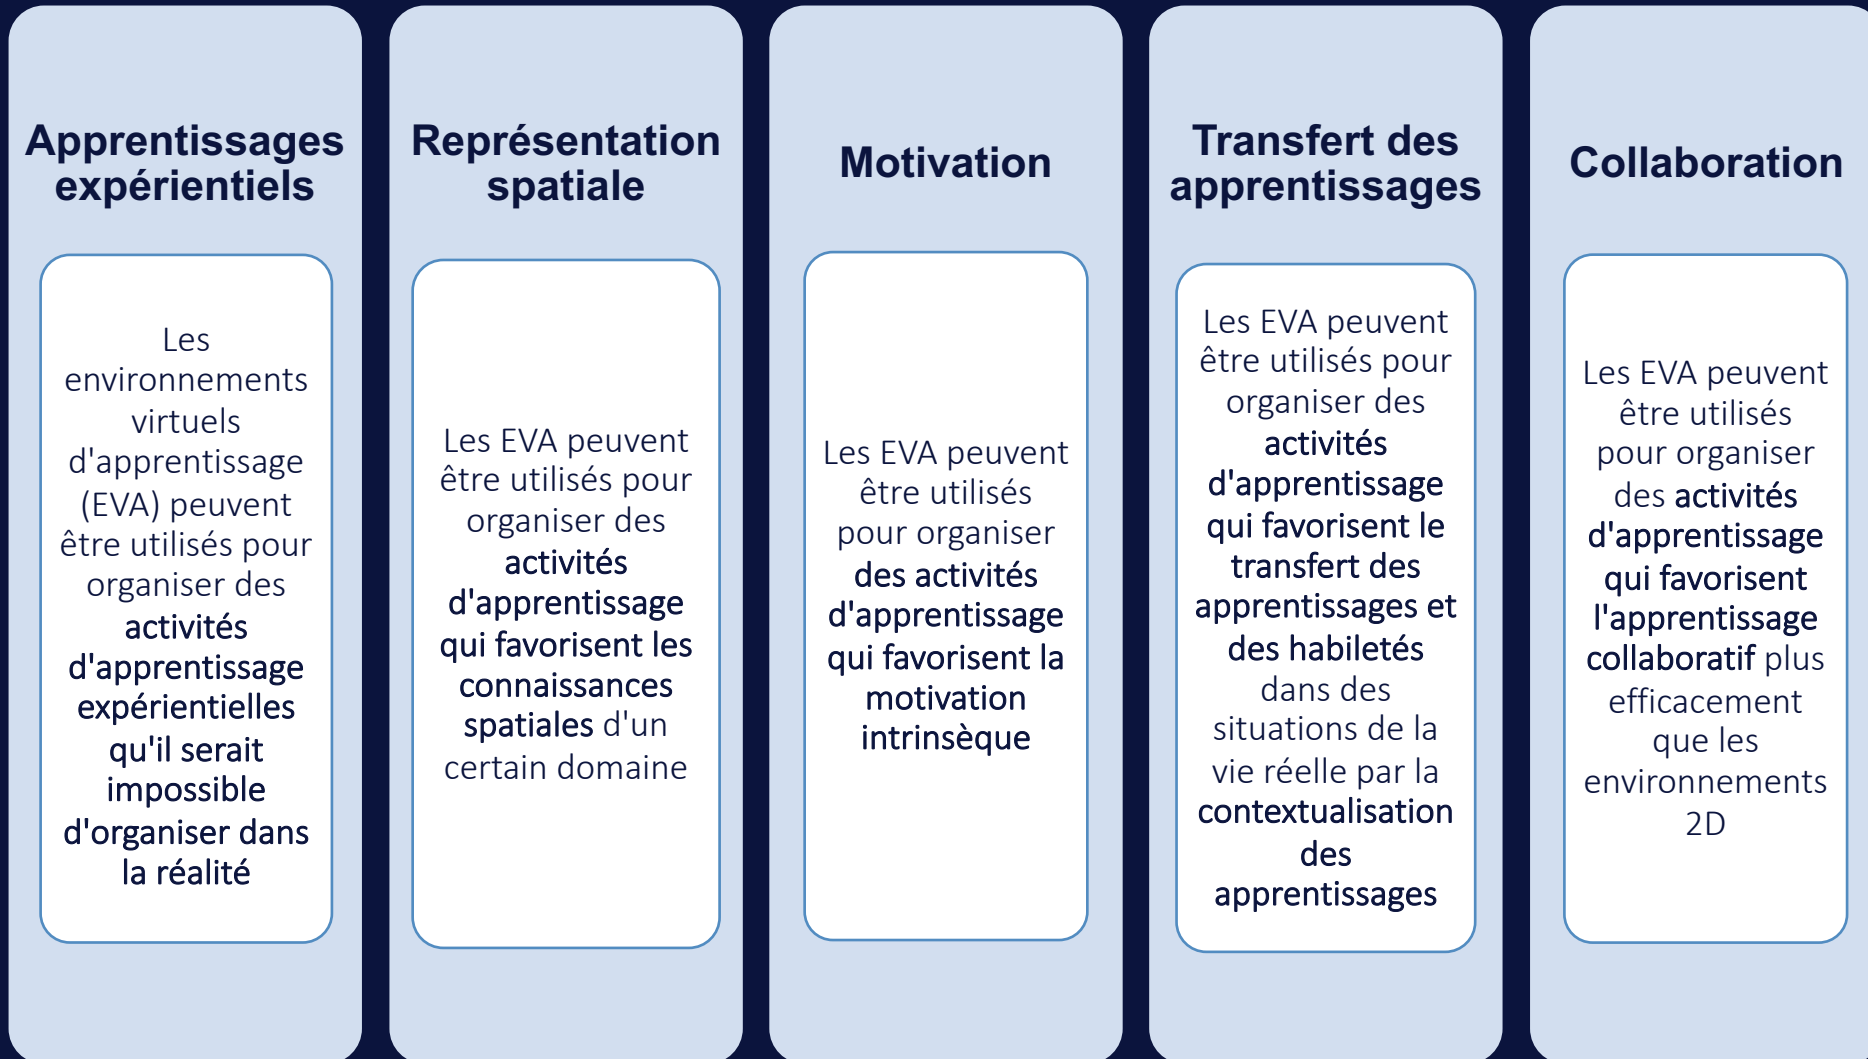 Apprentissages
expérientiels
Les
environnements
virtuels
d'apprentissage
(EVA) peuvent
être utilisés pour
organiser des
activités
d'apprentissage
expérientielles
qu'il serait
impossible
d'organiser dans
la réalité
Représentation
spatiale
Les EVA peuvent
être utilisés pour
organiser des
activités
d'apprentissage
qui favorisent les
connaissances
spatiales d'un
certain domaine
Motivation
Les EVA peuvent
être utilisés
pour organiser
des activités
d'apprentissage
qui favorisent la
motivation
intrinsèque
Transfert des
apprentissages
Les EVA peuvent
être utilisés pour
organiser des
activités
d'apprentissage
qui favorisent le
transfert des
apprentissages et
des habiletés
dans des
situations de la
vie réelle par la
contextualisation
des
apprentissages
Collaboration
Les EVA peuvent
être utilisés
pour organiser
des activités
d'apprentissage
qui favorisent
l'apprentissage
collaboratif plus
efficacement
que les
environnements
2D